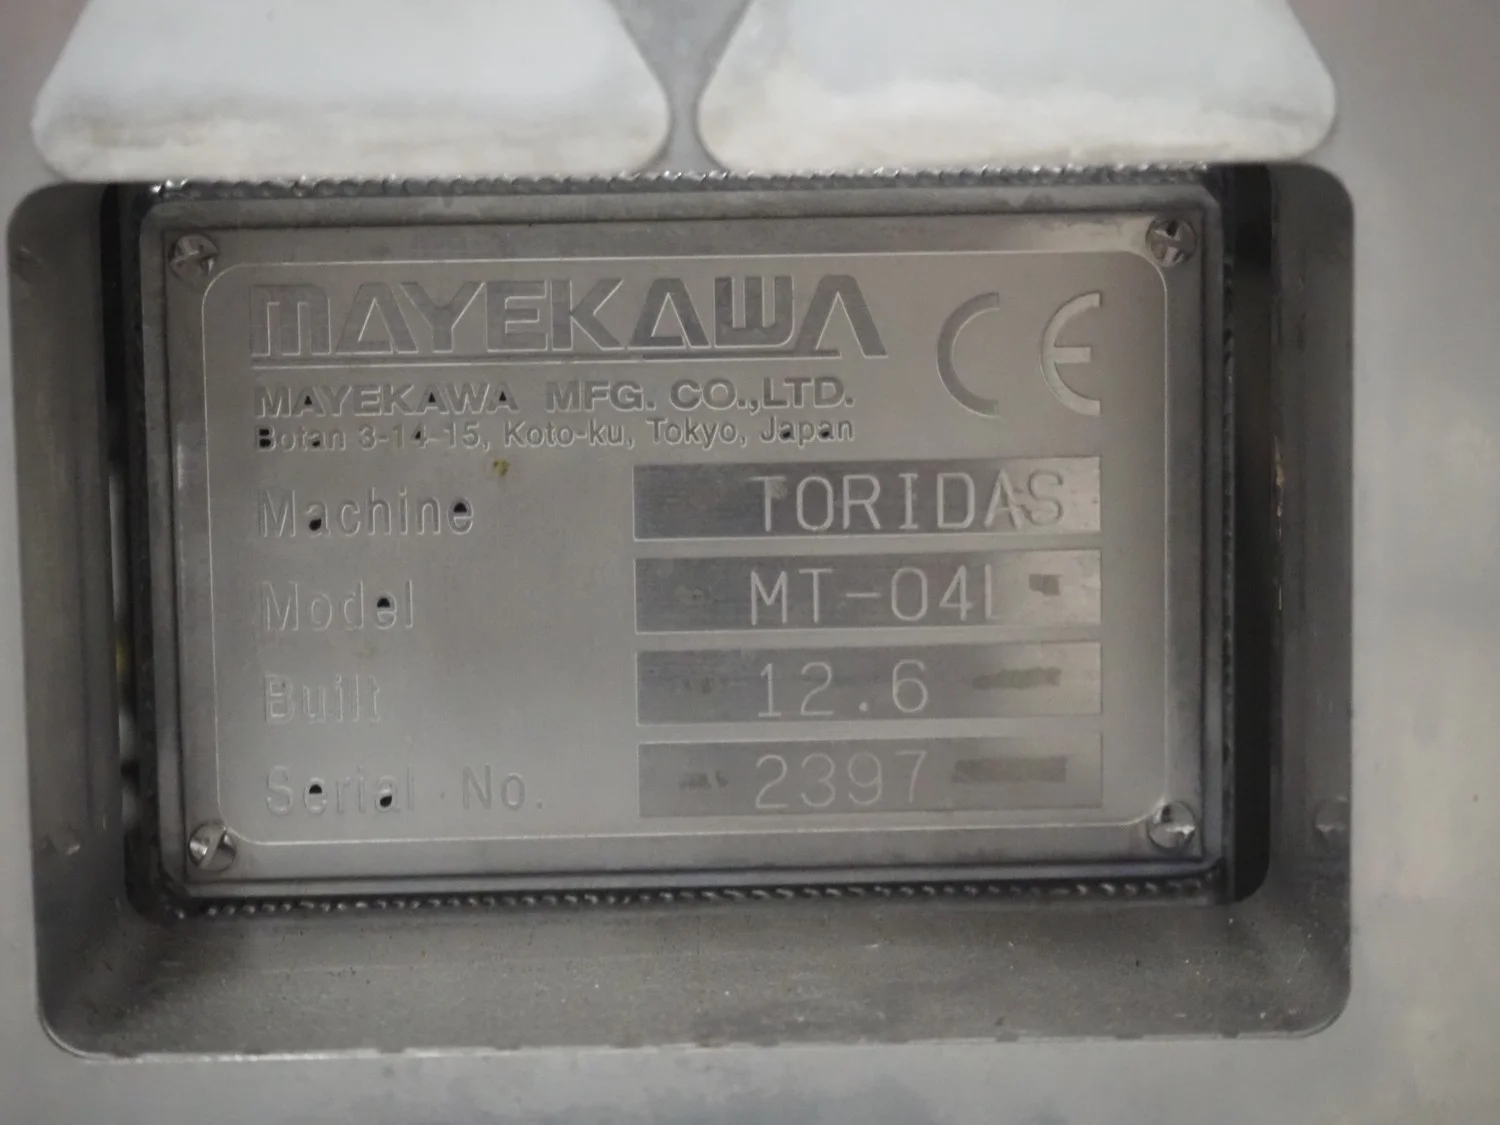 MAYEKAWA
CE
MAYEKAWA MFG. CO.,LTD.
Botan 3-14-15, Koto-ku, Tokyo, Japan
Machine TORIDAS
Model MT-04L
Built 12.6
Serial No. 2397